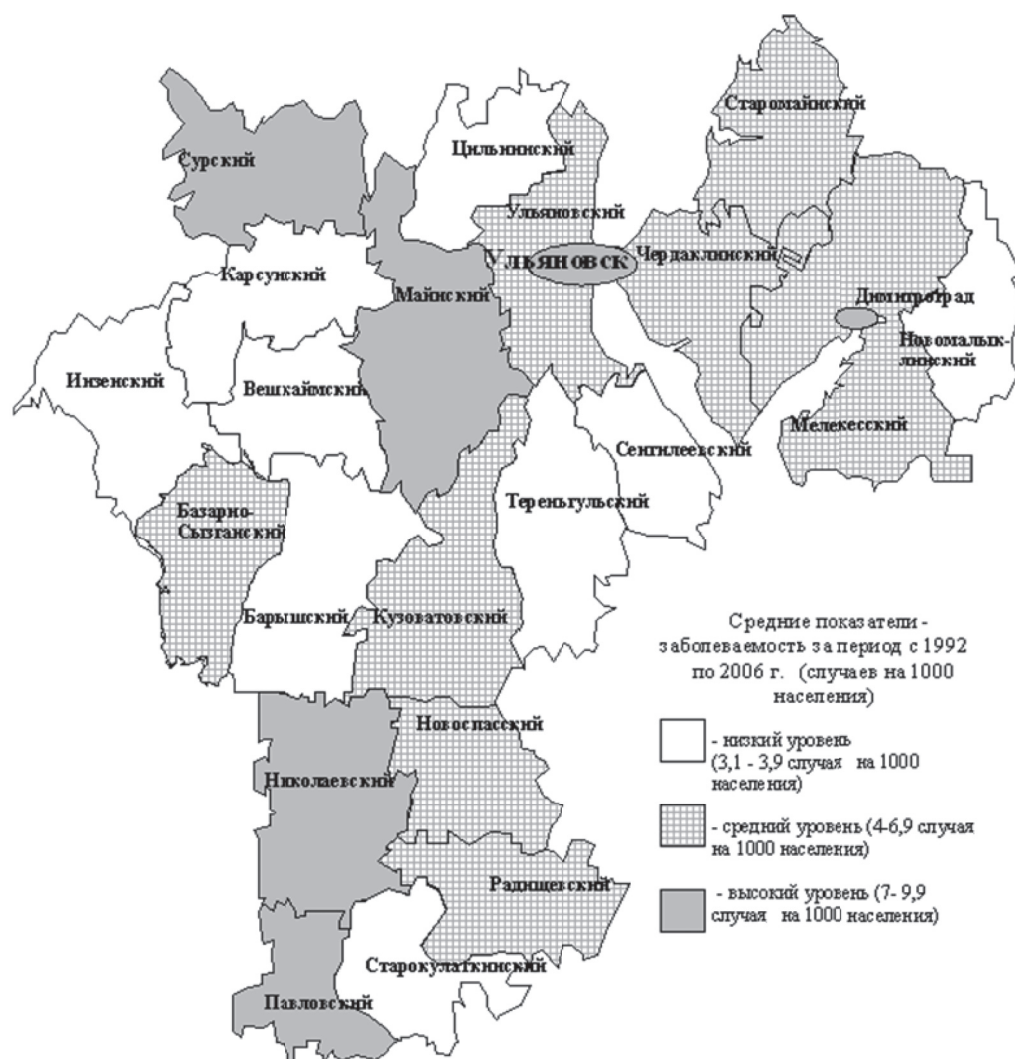 Старомайнский
Сурский
Цильнинский
Ульяновский
УЛЬЯНОВСК
Чердаклинский
Карсунский
Майнский
Димитровград
Новомалык-
линский
Инзенский
Вешкаймский
Мелекесский
Сенгилеевский
Тереньгульский
Базарно-
Сызганский
Барышский
Кузоватовский
Средние показатели -
заболеваемость за период с 1992
по 2006 г. (случаев на 1000
населения)
Новоспасский
- низкий уровень
(3,1 - 3,9 случая на 1000
населения)
Николаевский
- средний уровень (4-6,9 случая
на 1000 населения)
Радищевский
- высокий уровень (7- 9,9
случая на 1000 населения)
Старокулаткинский
Павловский